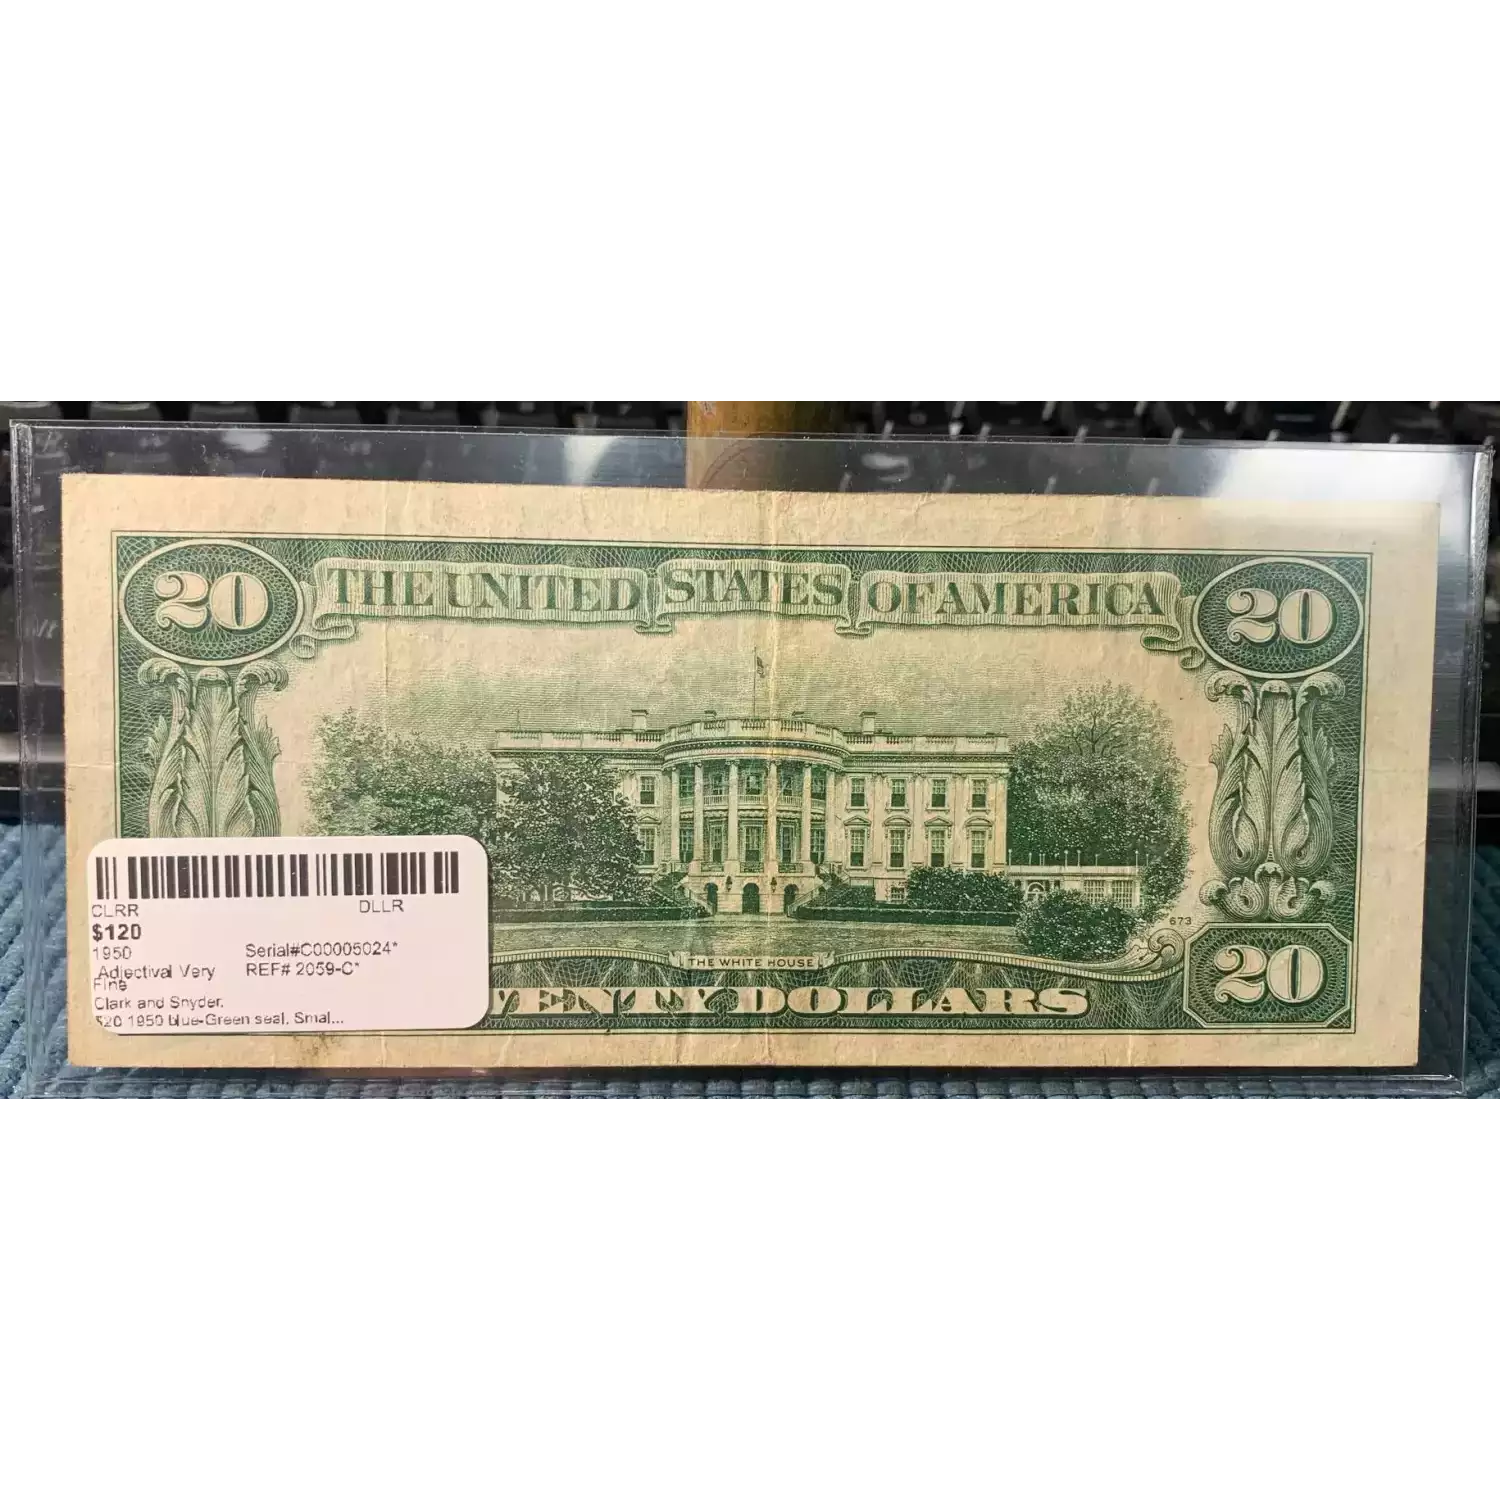 20 THE UNITED STATES OF AMERICA 20
673
THE WHITE HOUSE
WENTY DOLLARS 20
CLRR DLLR
$120
1950 Serial#C00005024*
Adjectival Very REF# 2059-C*
Fine
Clark and Snyder.
$20 1950 blue-Green seal, Smal...